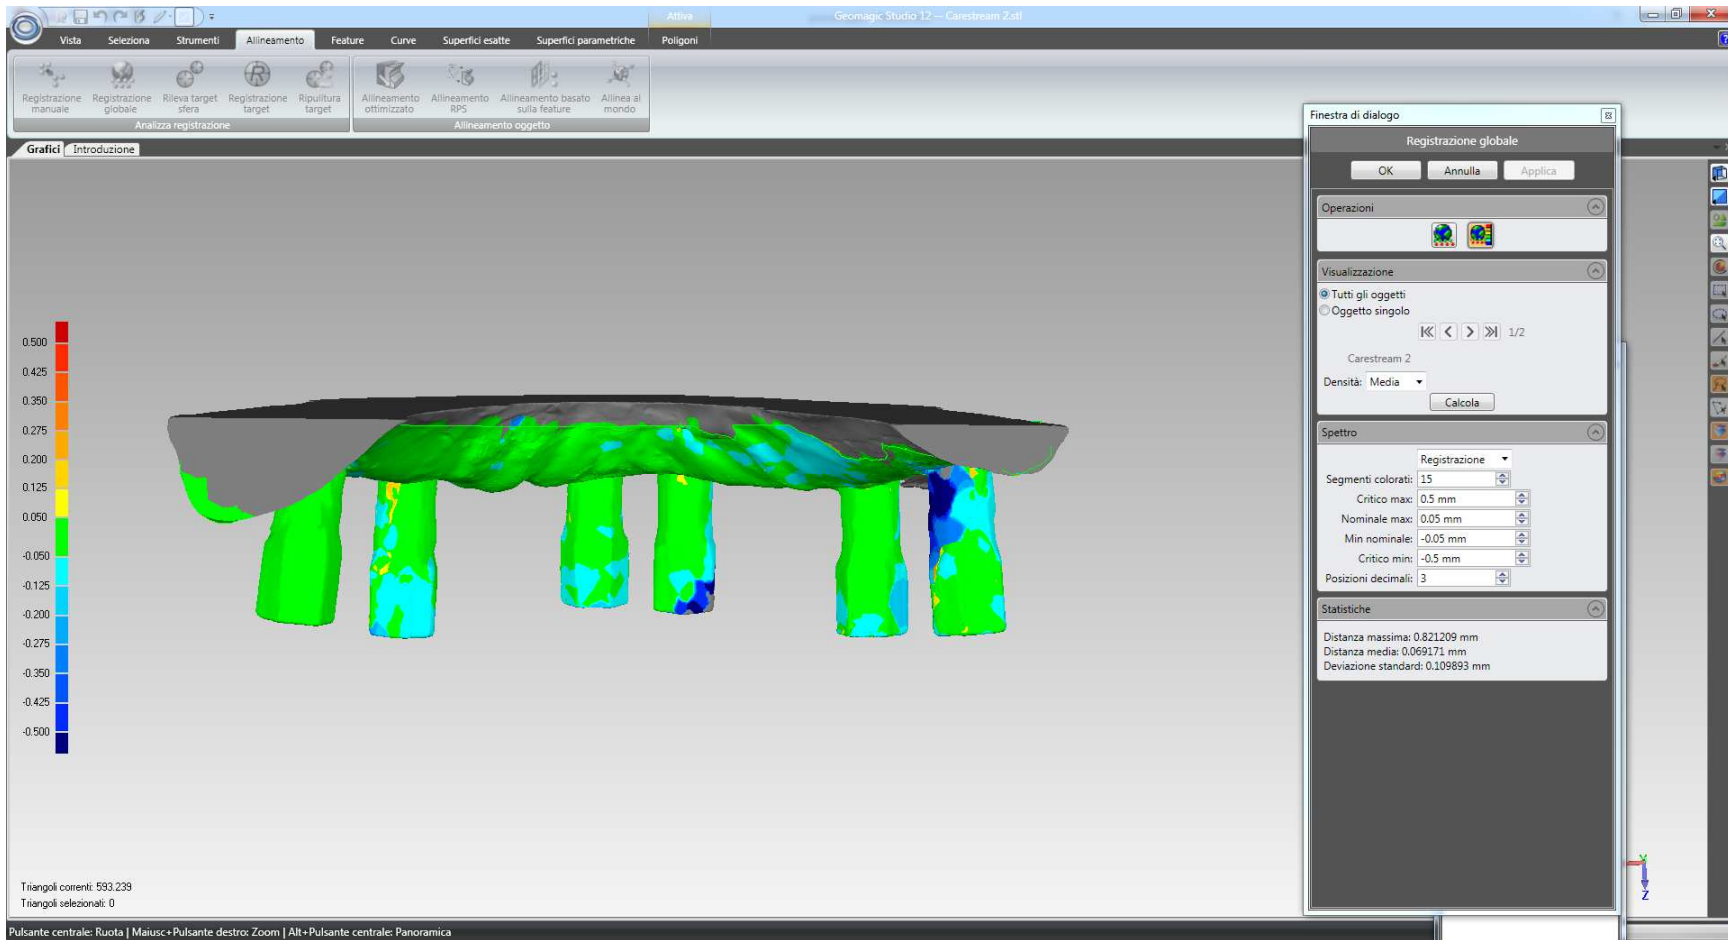 Attiva
Geomagic Studio 12 -- Carestream 2.stl
Vista Seleziona Strumenti Allineamento Feature Curve Superfici esatte Superfici parametriche Poligoni
Registrazione manuale
Registrazione globale
Rileva target sfera
Registrazione target
Ripulitura target
Allineamento ottimizzato
Allineamento RPS
Allineamento basato sulla feature
Allinea al mondo
Analizza registrazione
Allineamento oggetto
Grafici Introduzione
0.500
0.425
0.350
0.275
0.200
0.125
0.050
-0.050
-0.125
-0.200
-0.275
-0.350
-0.425
-0.500
Finestra di dialogo
Registrazione globale
OK Annulla Applica
Operazioni
Visualizzazione
Tutti gli oggetti
Oggetto singolo
1/2
Carestream 2
Densità: Media
Calcola
Spettro
Registrazione
Segmenti colorati: 15
Critico max: 0.5 mm
Nominale max: 0.05 mm
Min nominale: -0.05 mm
Critico min: -0.5 mm
Posizioni decimali: 3
Statistiche
Distanza massima: 0.821209 mm
Distanza media: 0.069171 mm
Deviazione standard: 0.109893 mm
Y
Z
Triangoli correnti: 593.239
Triangoli selezionati: 0
Pulsante centrale: Ruota | Maiusc+Pulsante destro: Zoom | Alt+Pulsante centrale: Panoramica